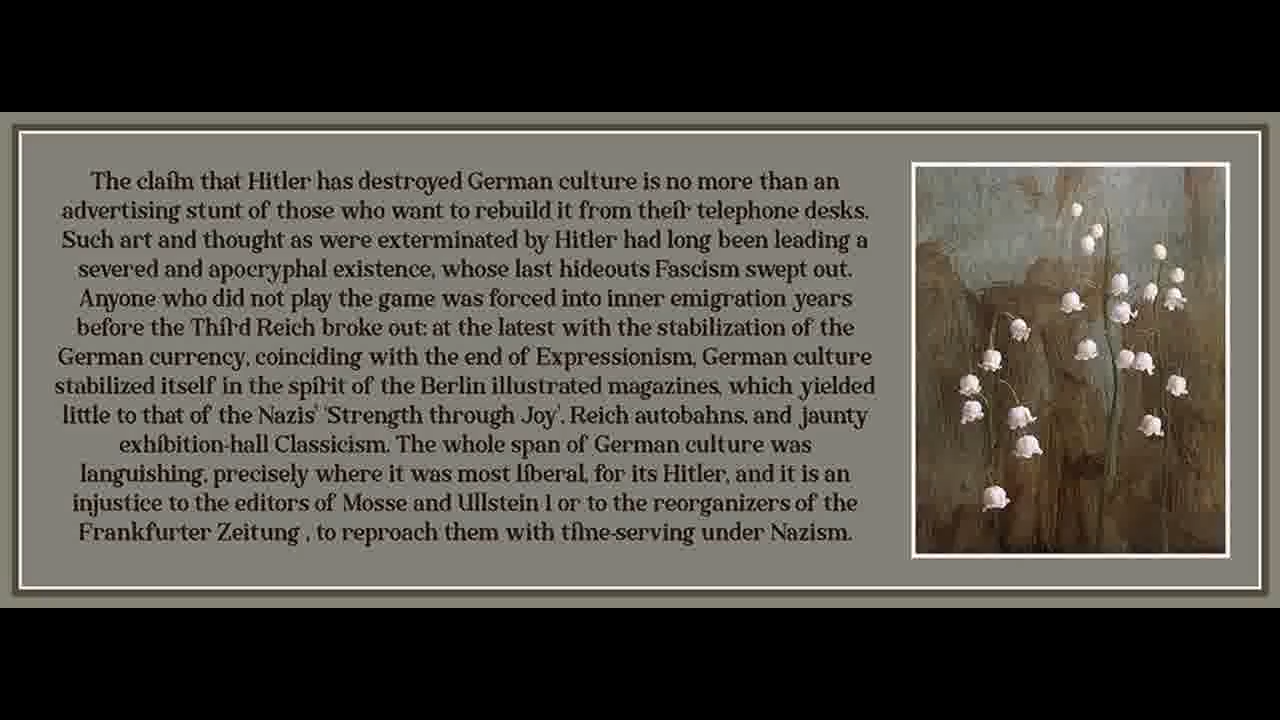 The claim that Hitler has destroyed German culture is no more than an
advertising stunt of those who want to rebuild it from their telephone desks.
Such art and thought as were exterminated by Hitler had long been leading a
severed and apocryphal existence, whose last hideouts Fascism swept out.
Anyone who did not play the game was forced into inner emigration years
before the Third Reich broke out: at the latest with the stabilization of the
German currency, coinciding with the end of Expressionism, German culture
stabilized itself in the spirit of the Berlin illustrated magazines, which yielded
little to that of the Nazis' 'Strength through Joy', Reich autobahns, and jaunty
exhibition-hall Classicism. The whole span of German culture was
languishing, precisely where it was most liberal, for its Hitler, and it is an
injustice to the editors of Mosse and Ullstein 1 or to the reorganizers of the
Frankfurter Zeitung , to reproach them with time-serving under Nazism.